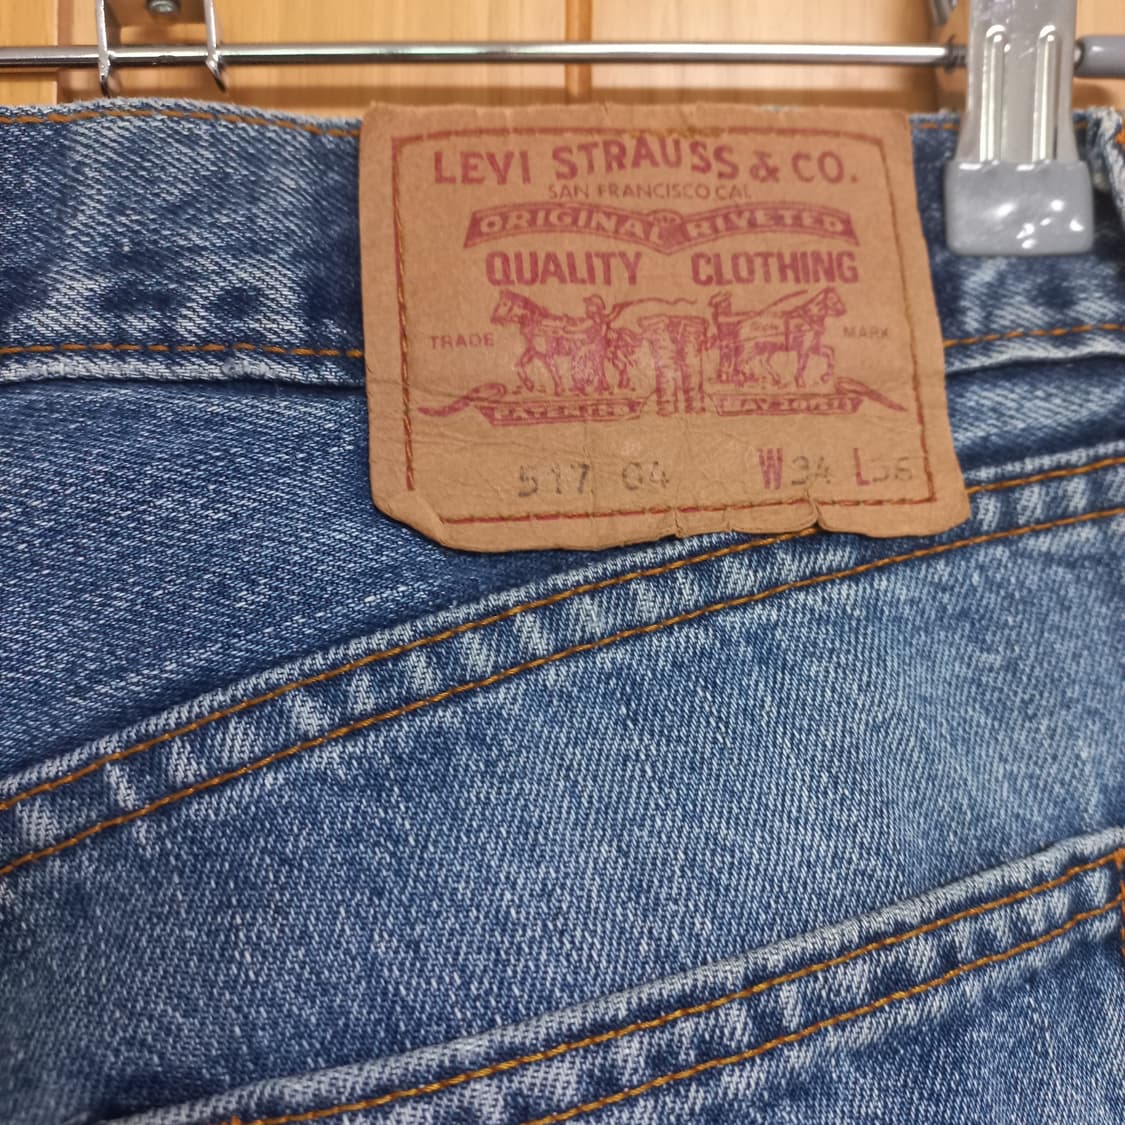 LEVI STRAUSS & CO.
SAN FRANCISCO CAL
ORIGINAL RIVETED
QUALITY CLOTHING
TRADE MARK
517 04 W34 L36